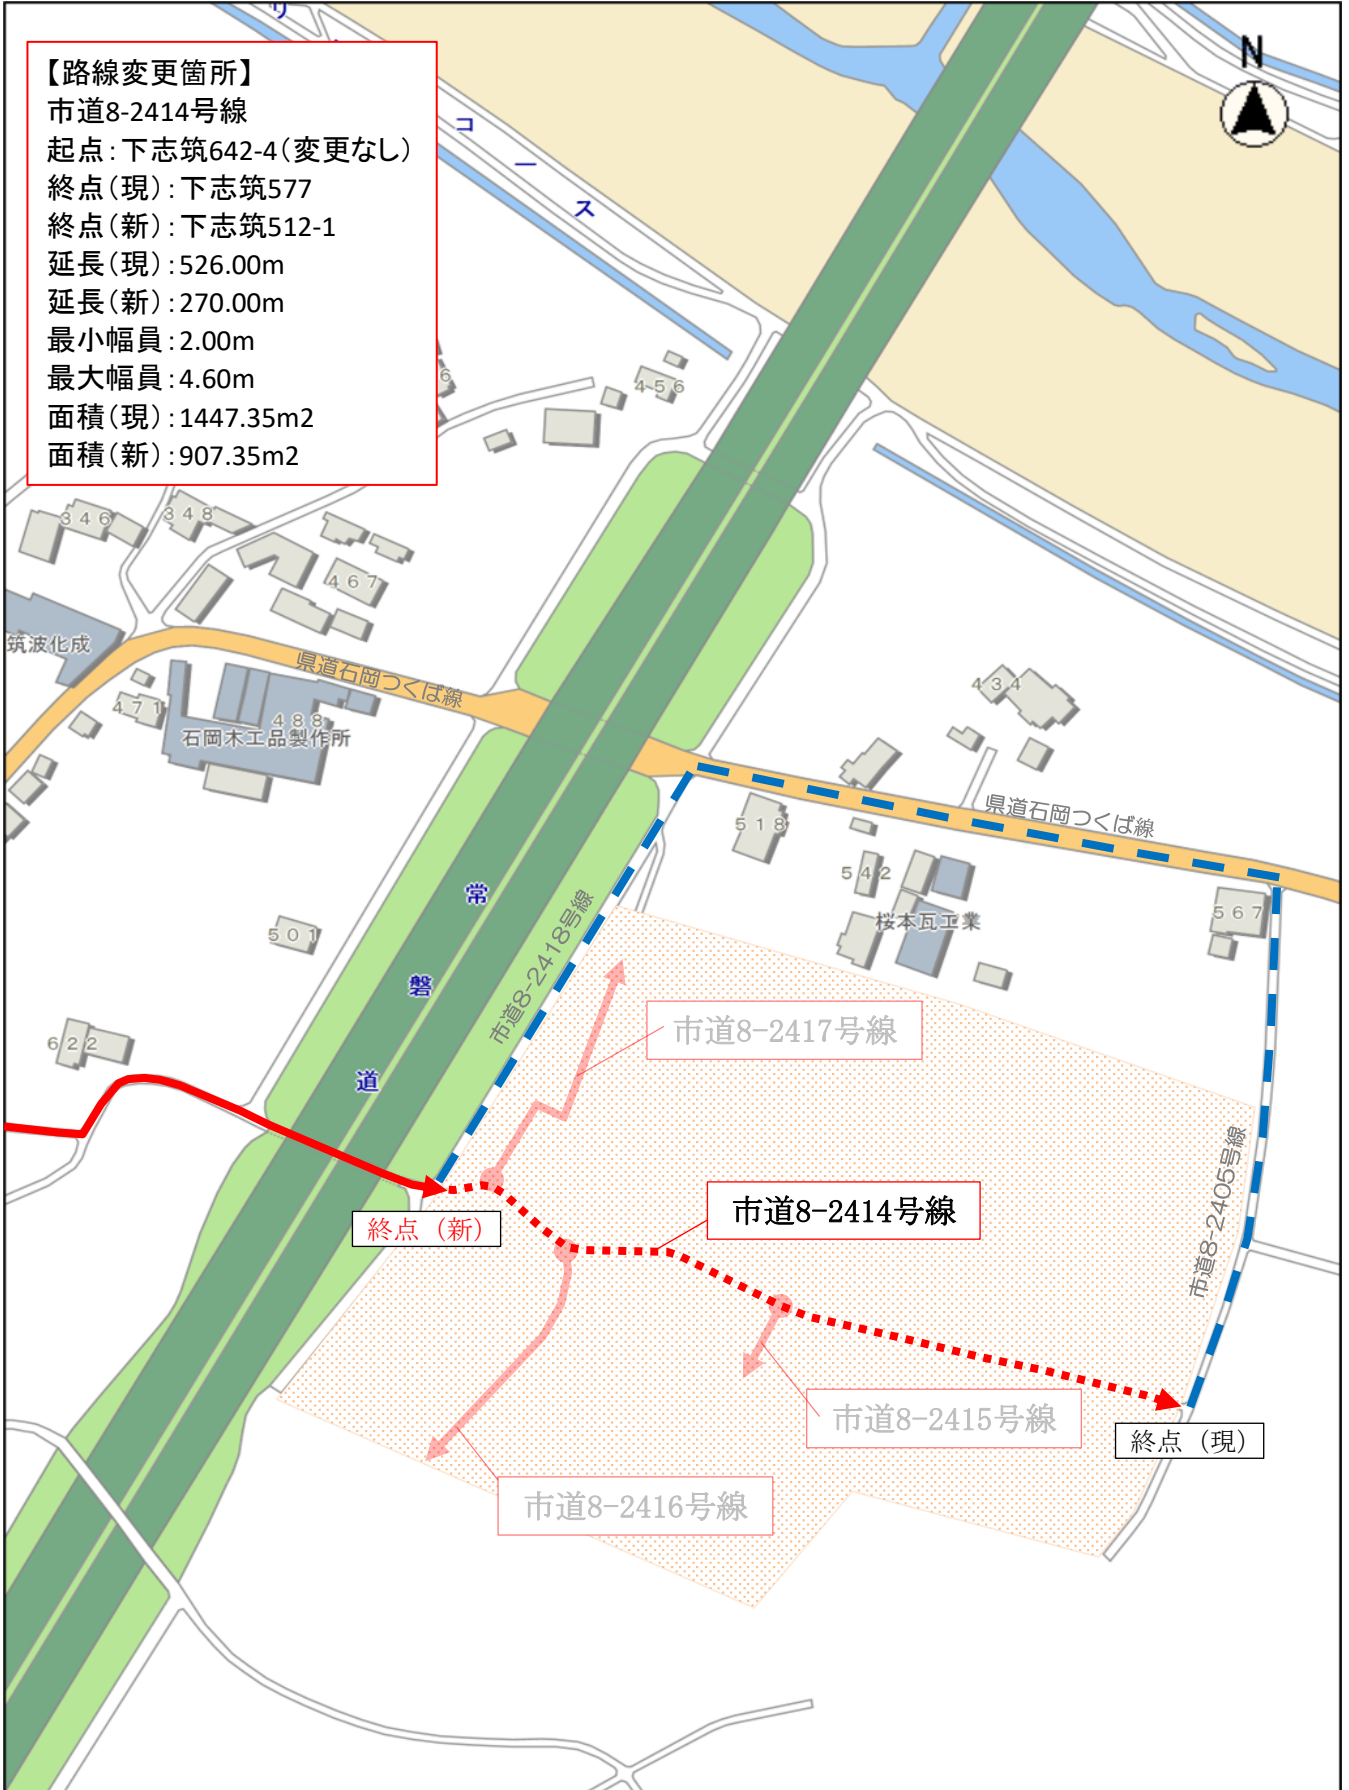 リ
コ
ー
ス
N
【路線変更箇所】
市道8-2414号線
起点:下志筑642-4(変更なし)
終点(現):下志筑577
終点(新):下志筑512-1
延長(現):526.00m
延長(新):270.00m
最小幅員:2.00m
最大幅員:4.60m
面積(現):1447.35m2
面積(新):907.35m2
6
456
346
348
467
筑波化成
県道石岡つくば線
471
488
石岡木工品製作所
434
県道石岡つくば線
518
542
桜本瓦工業
567
501
常
磐
道
市道8-2418号線
622
市道8-2417号線
市道8-2405号線
終点(新)
市道8-2414号線
市道8-2415号線
終点(現)
市道8-2416号線